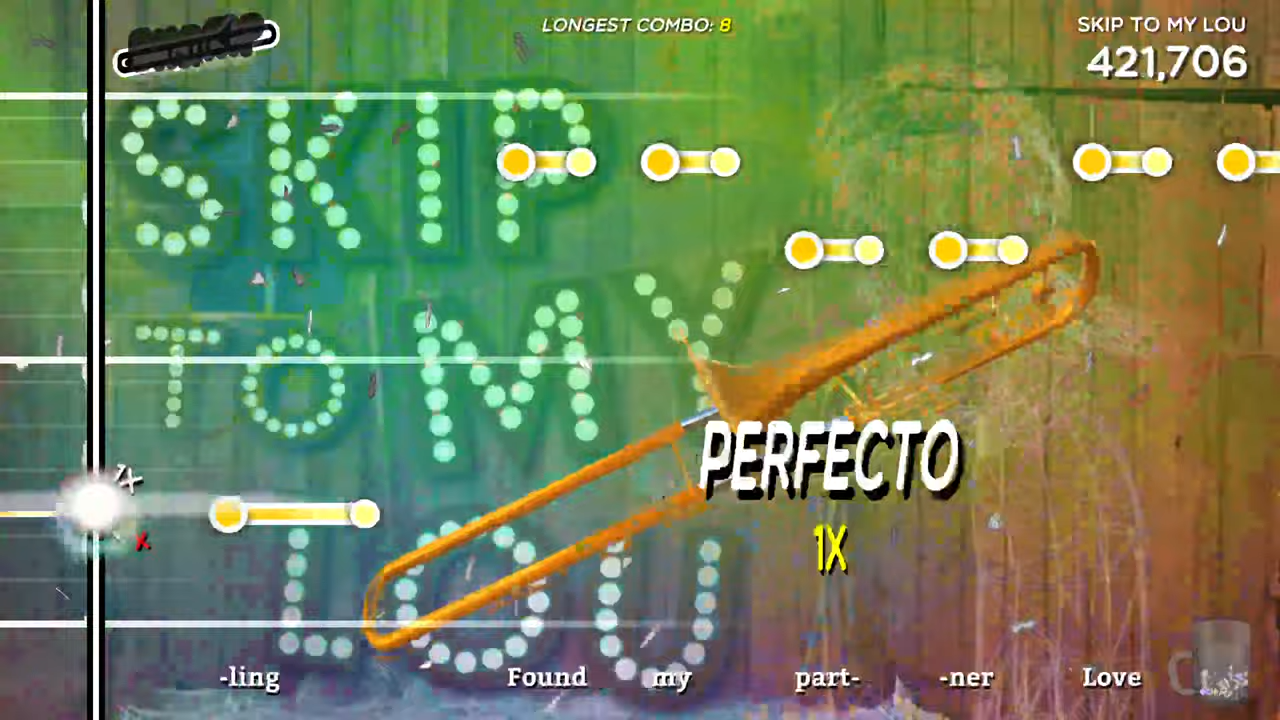 LONGEST COMBO: 8
SKIP TO MY LOU
421,706
SKIP
TO MY
LOU
1X
x
PERFECTO
1X
-ling Found my part- -ner Love